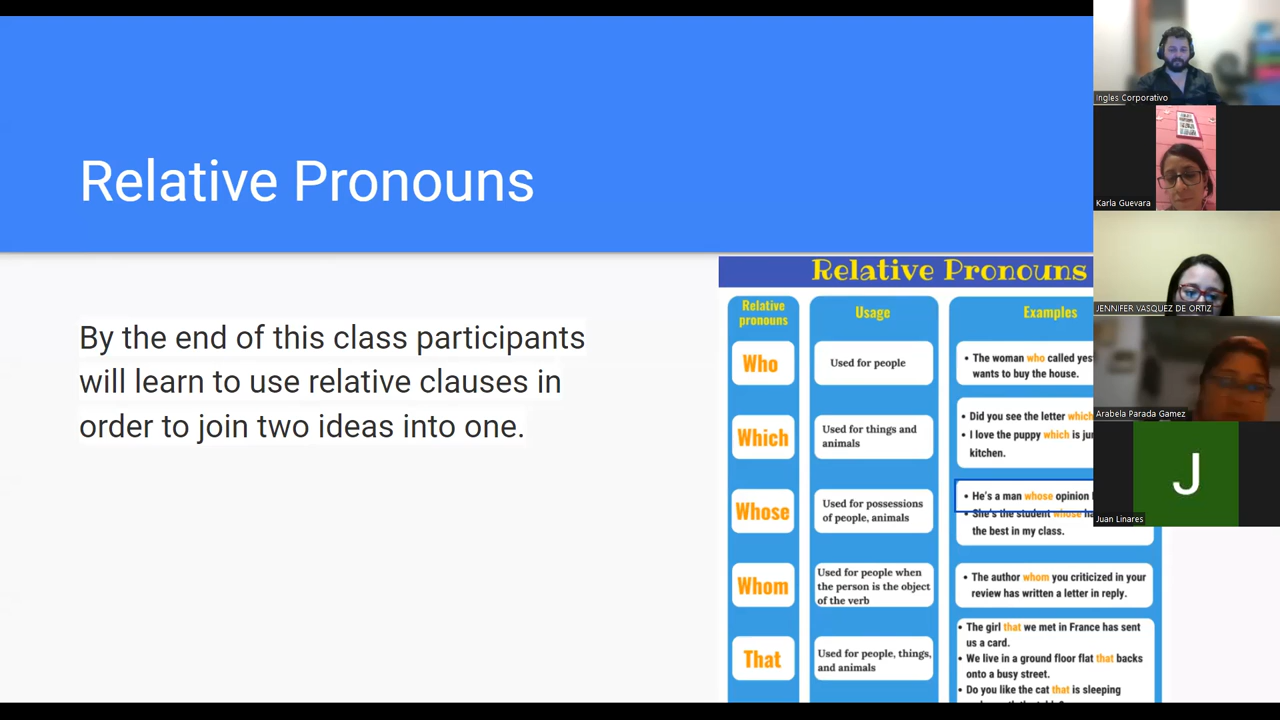 Relative Pronouns
By the end of this class participants
will learn to use relative clauses in
order to join two ideas into one.
Relative Pronouns
Relative
pronouns
Usage
Examples
Who
Used for people
• The woman who called yes
wants to buy the house.
Which
Used for things and
animals
• Did you see the letter which
• I love the puppy which is
kitchen.
Whose
Used for possessions
of people, animals
• He's a man whose opinion
• She's the student whose
the best in my class.
Whom
Used for people when
the person is the object
of the verb
• The author whom you criticized in your
review has written a letter in reply.
That
Used for people, things,
and animals
• The girl that we met in France has sent
us a card.
• We live in a ground floor flat that backs
onto a busy street.
• Do you like the cat that is sleeping
Ingles Corporativo
Karla Guevara
JENNIFER VASQUEZ DE ORTIZ
Arabela Parada Gamez
J
Juan Linares